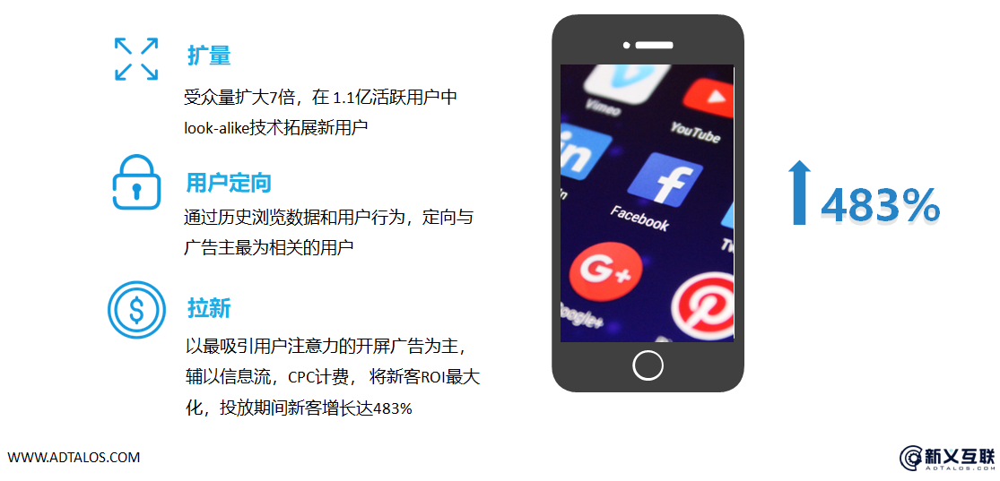 扩量
受众量扩大7倍，在 1.1亿活跃用户中
look-alike技术拓展新用户
用户定向
通过历史浏览数据和用户行为，定向与
广告主最为相关的用户
拉新
以最吸引用户注意力的开屏广告为主，
辅以信息流，CPC计费， 将新客ROI最大
化，投放期间新客增长达483%
Vimeo
YouTube
in
in
f
Facebook
Tw
G+
Google+
483%
WWW.ADTALOS.COM
新义互联
ADTALOS.COM